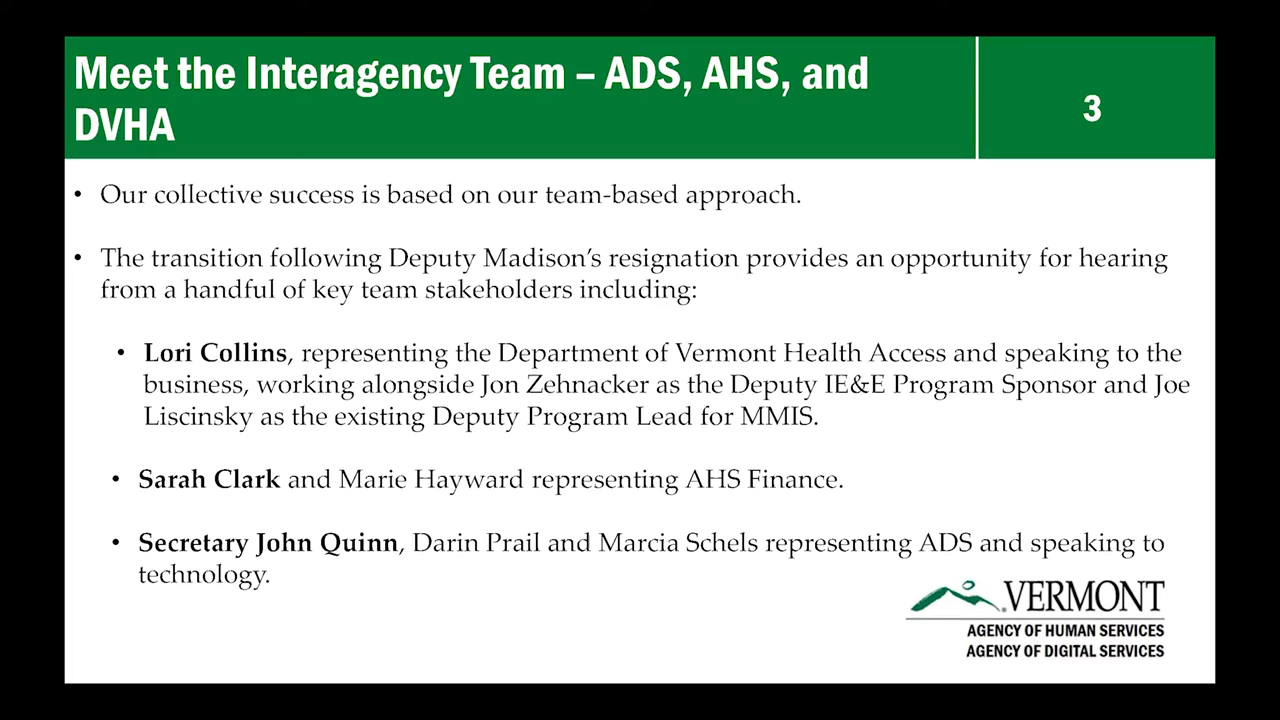 Meet the Interagency Team – ADS, AHS, and
DVHA
3
• Our collective success is based on our team-based approach.
• The transition following Deputy Madison’s resignation provides an opportunity for hearing
from a handful of key team stakeholders including:
• Lori Collins, representing the Department of Vermont Health Access and speaking to the
business, working alongside Jon Zehnacker as the Deputy IE&E Program Sponsor and Joe
Liscinsky as the existing Deputy Program Lead for MMIS.
• Sarah Clark and Marie Hayward representing AHS Finance.
• Secretary John Quinn, Darin Prail and Marcia Schels representing ADS and speaking to
technology.
VERMONT
AGENCY OF HUMAN SERVICES
AGENCY OF DIGITAL SERVICES